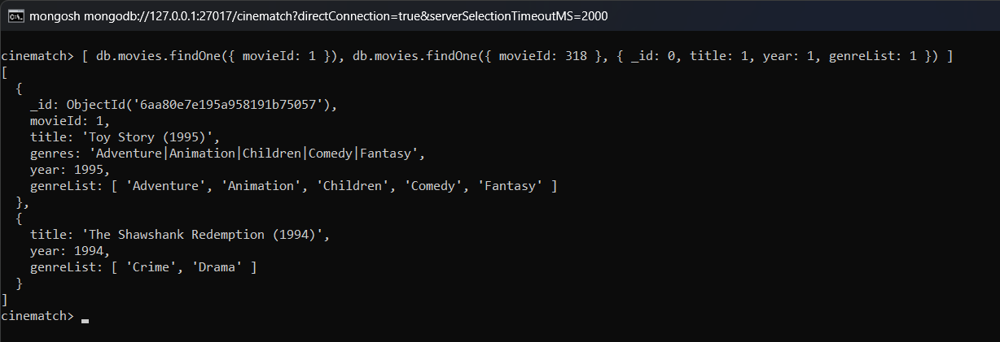 mongosh mongodb://127.0.0.1:27017/cinematch?directConnection=true&serverSelectionTimeoutMS=2000
cinematch> [ db.movies.findOne({ movieId: 1 }), db.movies.findOne({ movieId: 318 }, { _id: 0, title: 1, year: 1, genreList: 1 }) ]
[
  {
    _id: ObjectId('6aa80e7e195a958191b75057'),
    movieId: 1,
    title: 'Toy Story (1995)',
    genres: 'Adventure|Animation|Children|Comedy|Fantasy',
    year: 1995,
    genreList: [ 'Adventure', 'Animation', 'Children', 'Comedy', 'Fantasy' ]
  },
  {
    title: 'The Shawshank Redemption (1994)',
    year: 1994,
    genreList: [ 'Crime', 'Drama' ]
  }
]
cinematch>